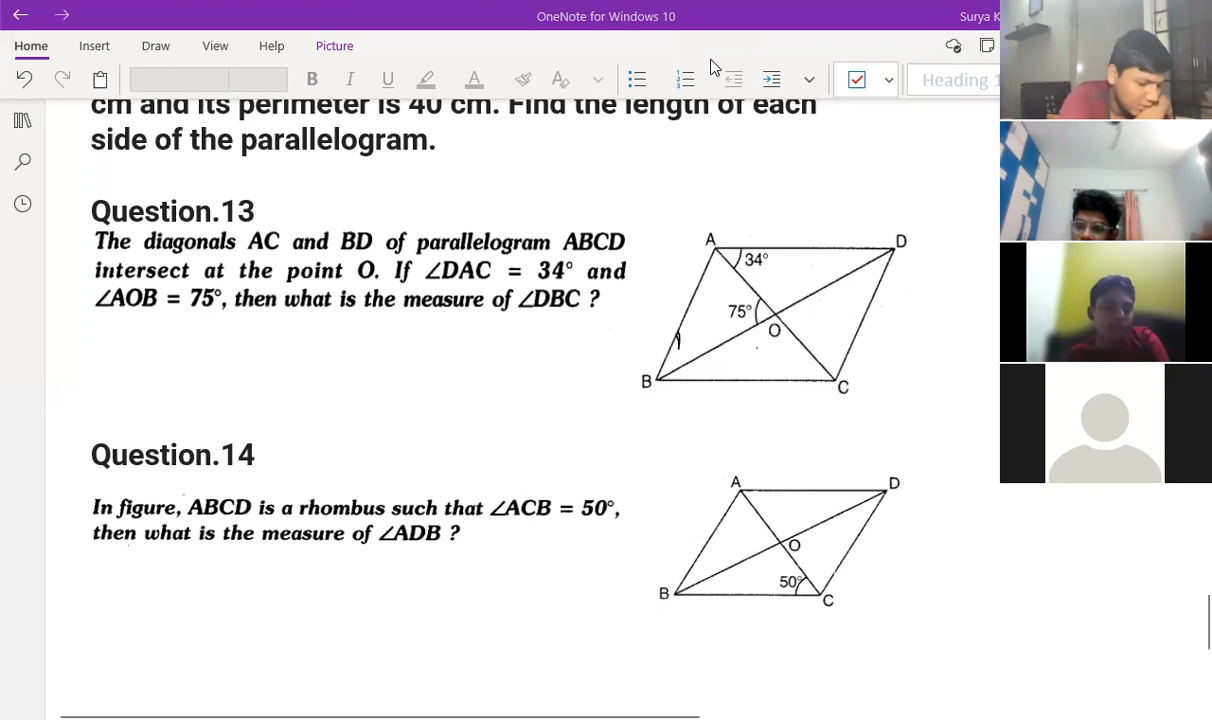 OneNote for Windows 10
Surya K
Home Insert Draw View Help Picture
B I U A A Heading 1
cm and its perimeter is 40 cm. Find the length of each
side of the parallelogram.
Question.13
The diagonals AC and BD of parallelogram ABCD
intersect at the point O. If ∠DAC = 34° and
∠AOB = 75°, then what is the measure of ∠DBC ?
A D
34°
75°
O
B C
Question.14
In figure, ABCD is a rhombus such that ∠ACB = 50°,
then what is the measure of ∠ADB ?
A D
O
50°
B C